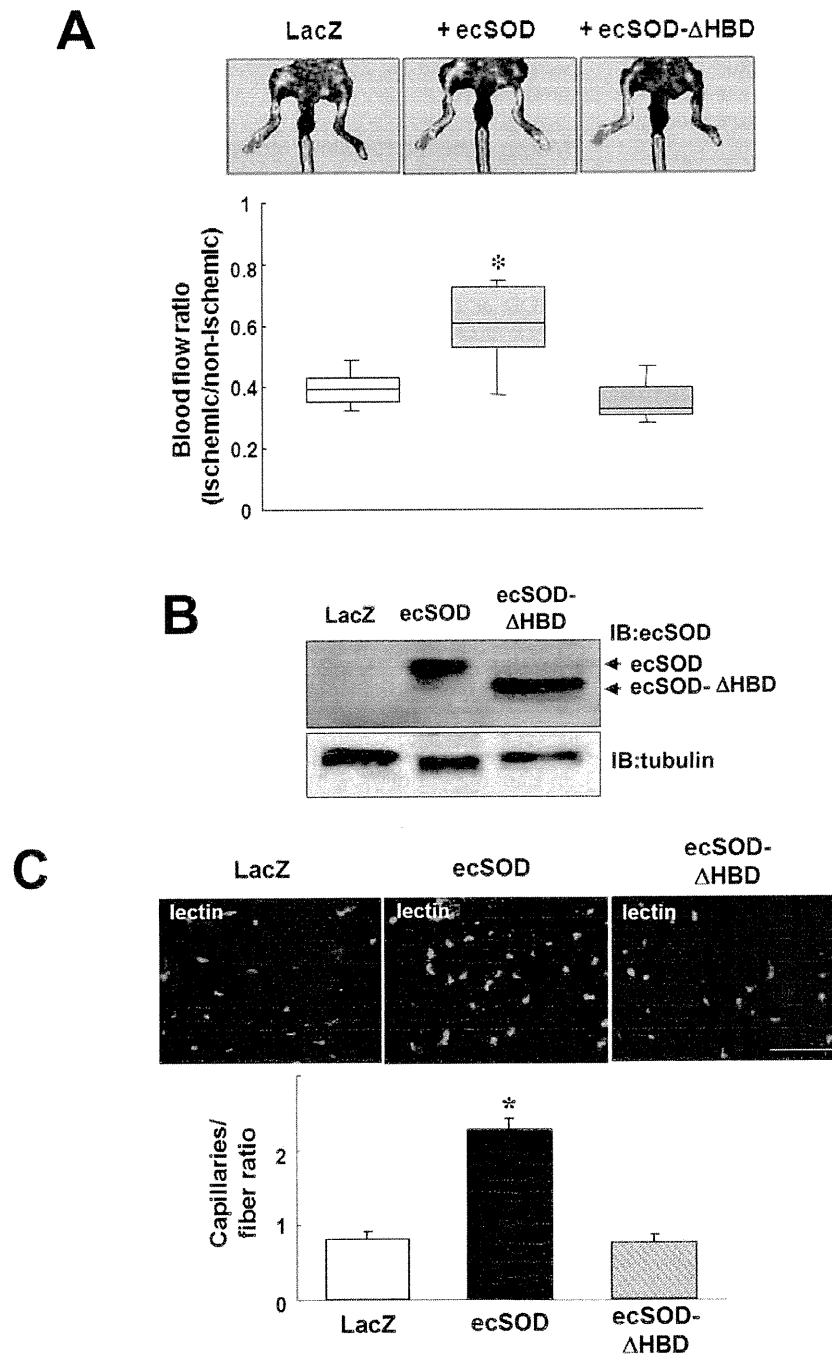 A
LacZ + ecSOD + ecSOD-ΔHBD
Blood flow ratio
(Ischemic/non-Ischemic)
1
0.8
0.6
0.4
0.2
0
*
B
LacZ ecSOD ecSOD-
ΔHBD
IB:ecSOD
ecSOD
ecSOD- ΔHBD
IB:tubulin
C
LacZ ecSOD ecSOD-
ΔHBD
lectin lectin lectin
Capillaries/
fiber ratio
2
1
0
*
LacZ ecSOD ecSOD-
ΔHBD